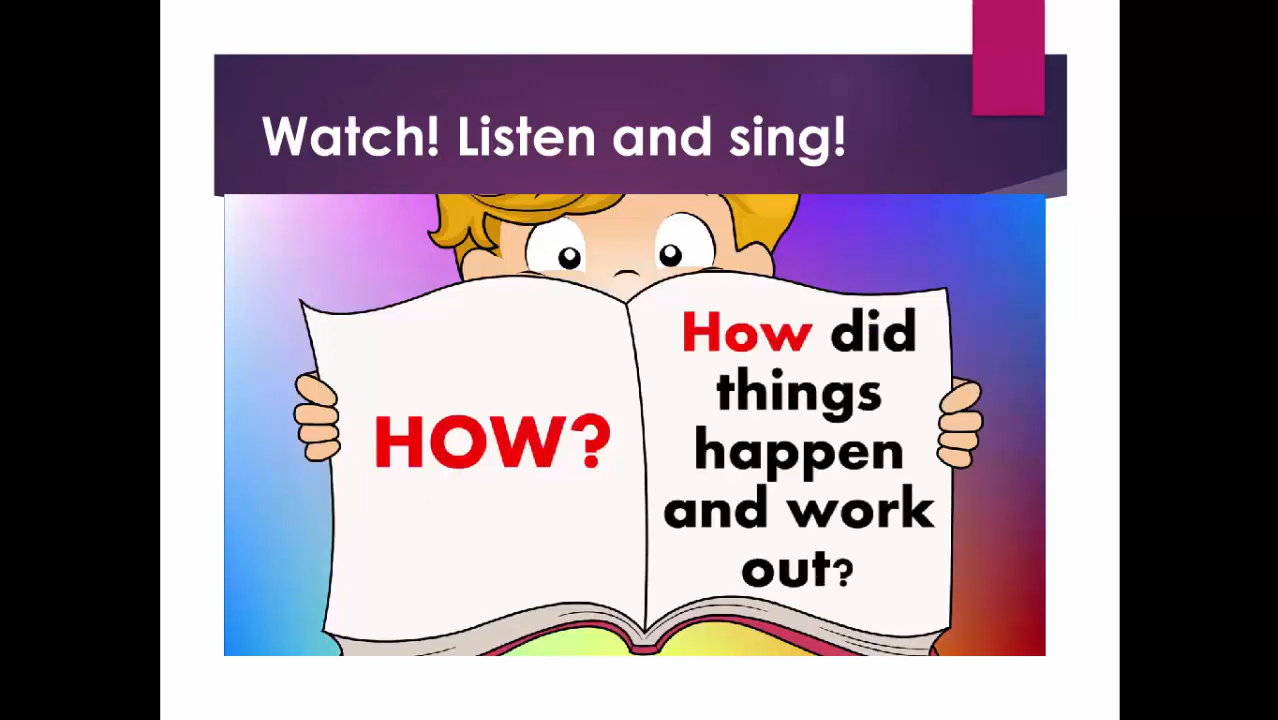 Watch! Listen and sing!
HOW?
How did
things
happen
and work
out?